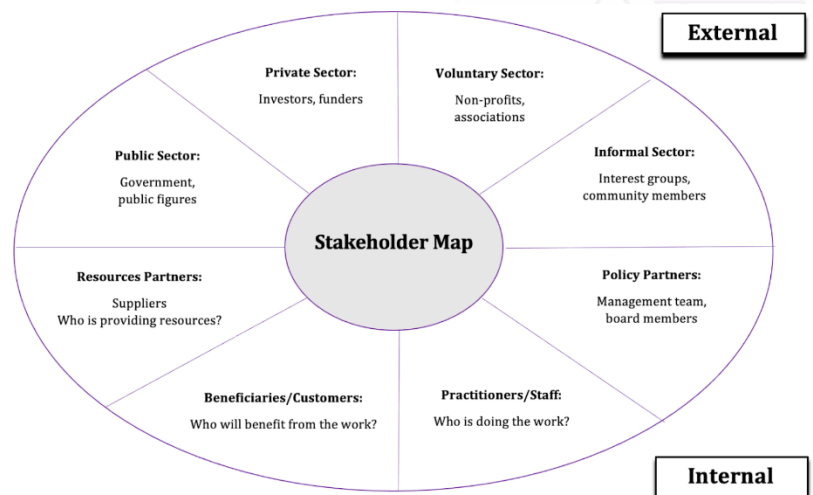 External
Private Sector:
Investors, funders
Voluntary Sector:
Non-profits,
associations
Public Sector:
Government,
public figures
Informal Sector:
Interest groups,
community members
Stakeholder Map
Resources Partners:
Suppliers
Who is providing resources?
Policy Partners:
Management team,
board members
Beneficiaries/Customers:
Who will benefit from the work?
Practitioners/Staff:
Who is doing the work?
Internal